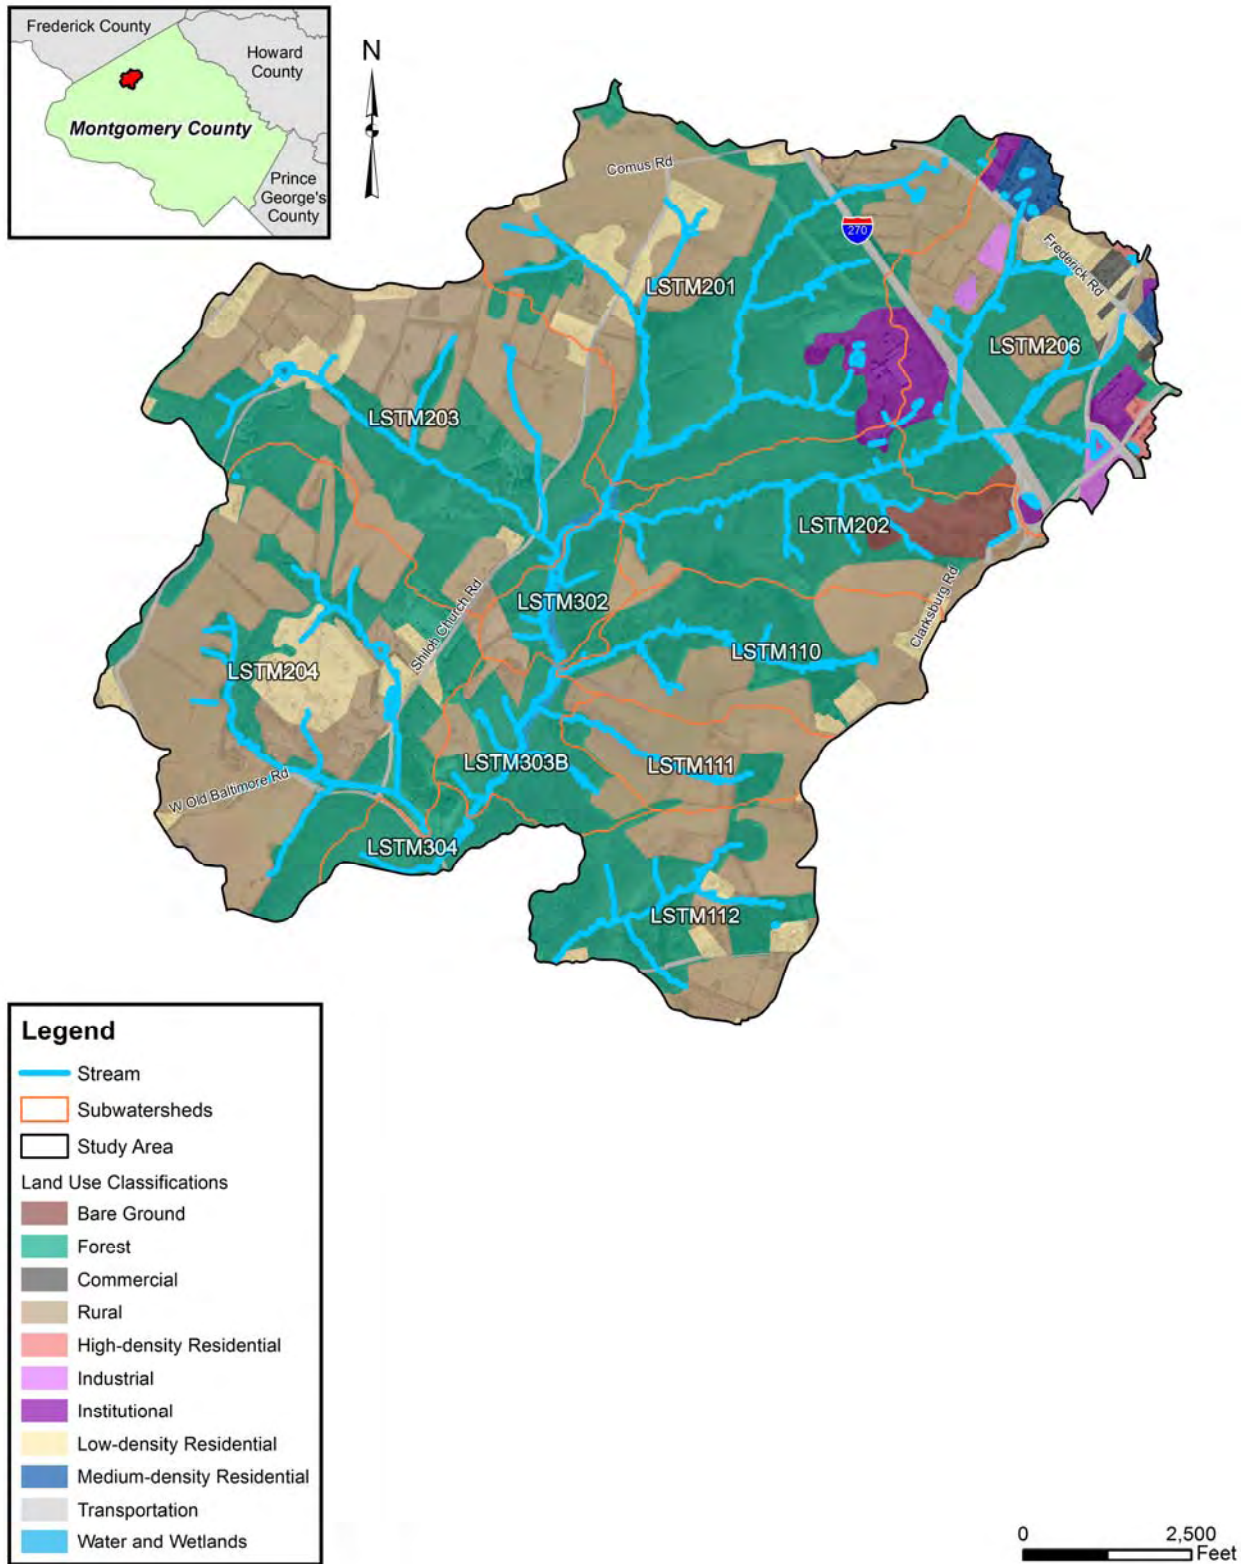 Frederick County
Howard
County
Montgomery County
Prince
George's
County
N
Comus Rd
270
Frederick Rd
LSTM201
LSTM206
LSTM203
LSTM202
LSTM302
Clarksburg Rd
Shiloh Church Rd
LSTM110
LSTM204
LSTM303B
LSTM111
W Old Baltimore Rd
LSTM304
LSTM112
Legend
Stream
Subwatersheds
Study Area
Land Use Classifications
Bare Ground
Forest
Commercial
Rural
High-density Residential
Industrial
Institutional
Low-density Residential
Medium-density Residential
Transportation
Water and Wetlands
0 2,500
Feet